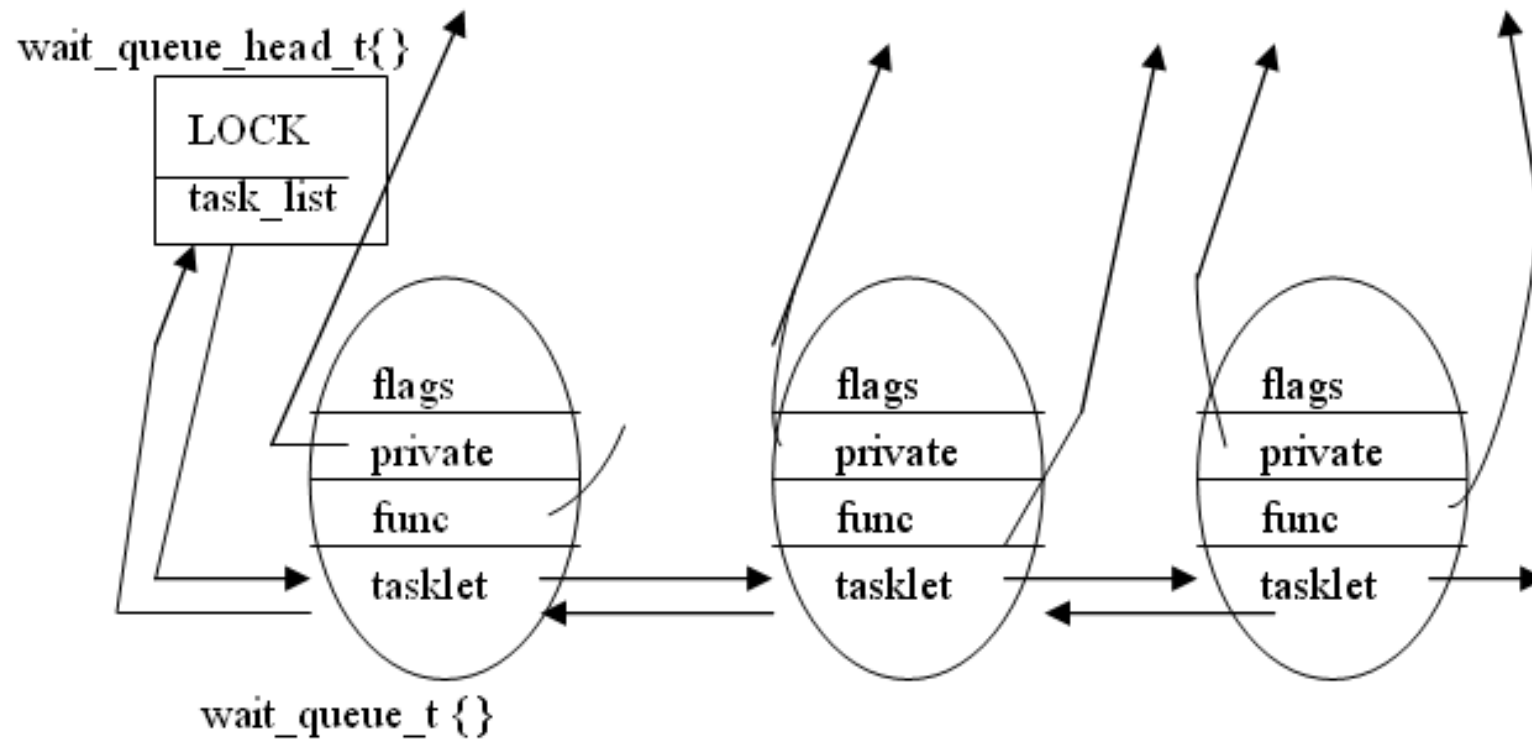 wait_queue_head_t{}
LOCK
task_list
flags
private
func
tasklet
flags
private
func
tasklet
flags
private
func
tasklet
wait_queue_t {}